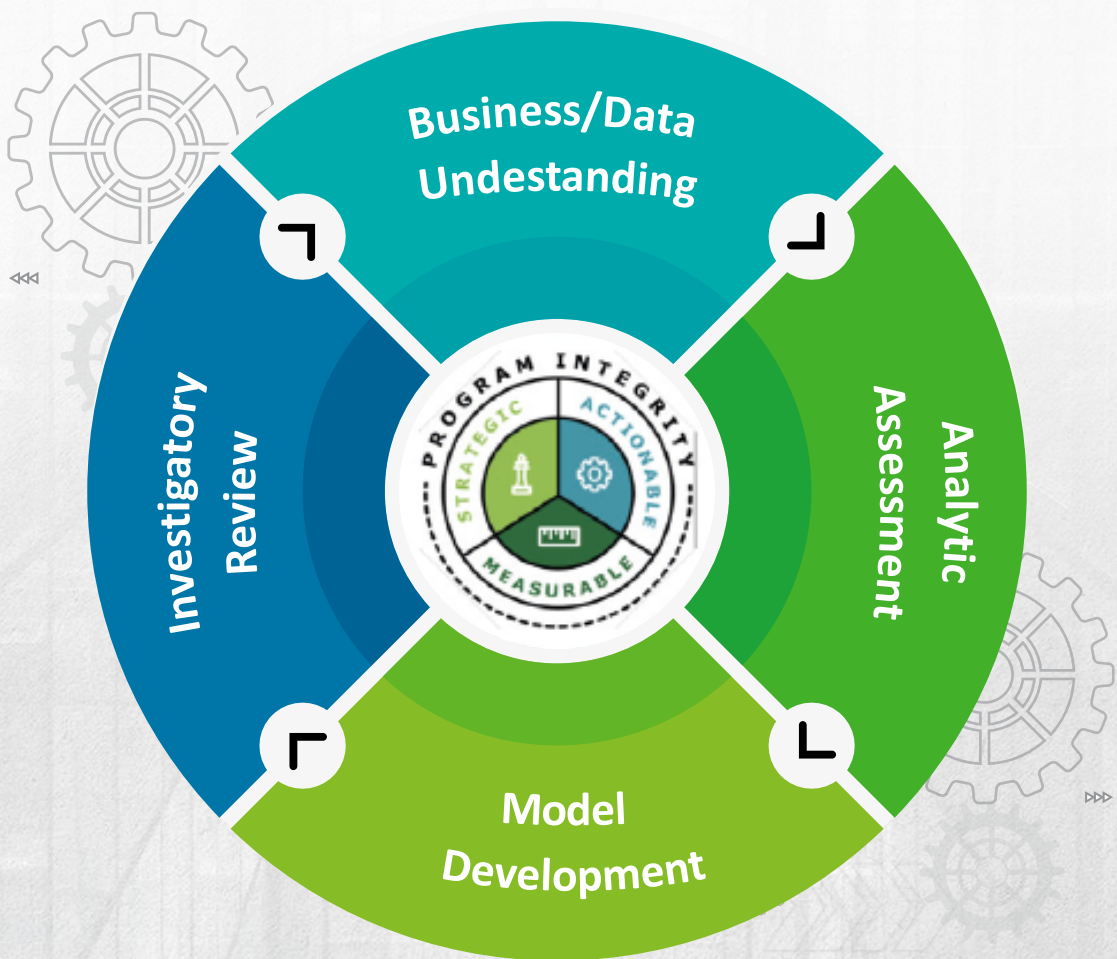 Business/Data
Undestanding
Analytic
Assessment
Model
Development
Investigatory
Review
PROGRAM INTEGRITY
STRATEGIC
ACTIONABLE
MEASURABLE